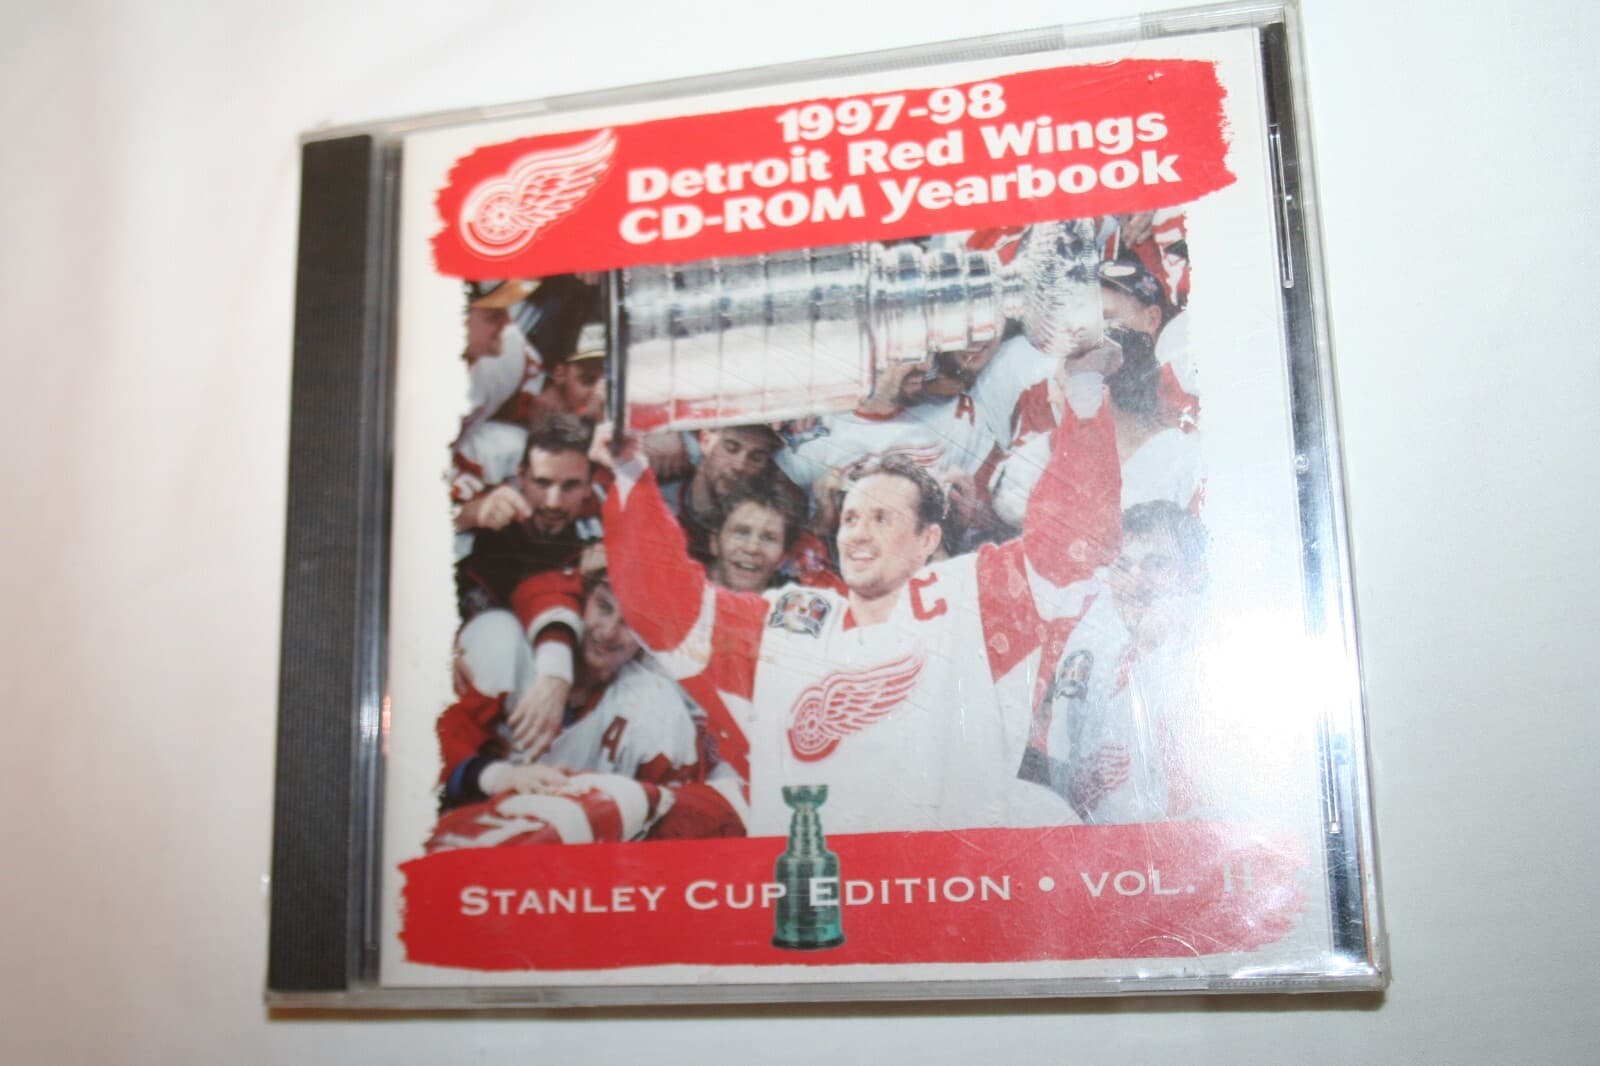 1997-98
Detroit Red Wings
CD-ROM Yearbook
A
C
A
STANLEY CUP EDITION • VOL. II